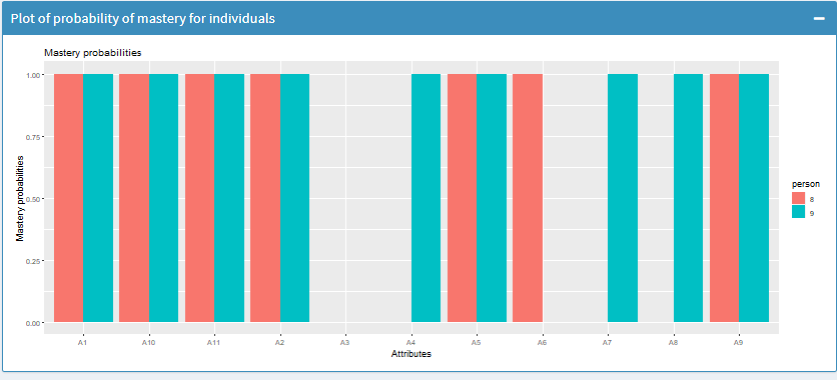 Plot of probability of mastery for individuals
Mastery probabilities
1.00
0.75
0.50
0.25
0.00
Mastery probabilities
A1 A10 A11 A2 A3 A4 A5 A6 A7 A8 A9
Attributes
person
8
9